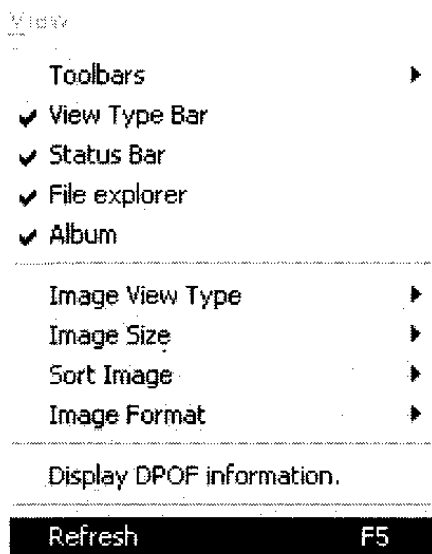 View
Toolbars
View Type Bar
Status Bar
File explorer
Album
Image View Type
Image Size
Sort Image
Image Format
Display DPOF information.
Refresh F5